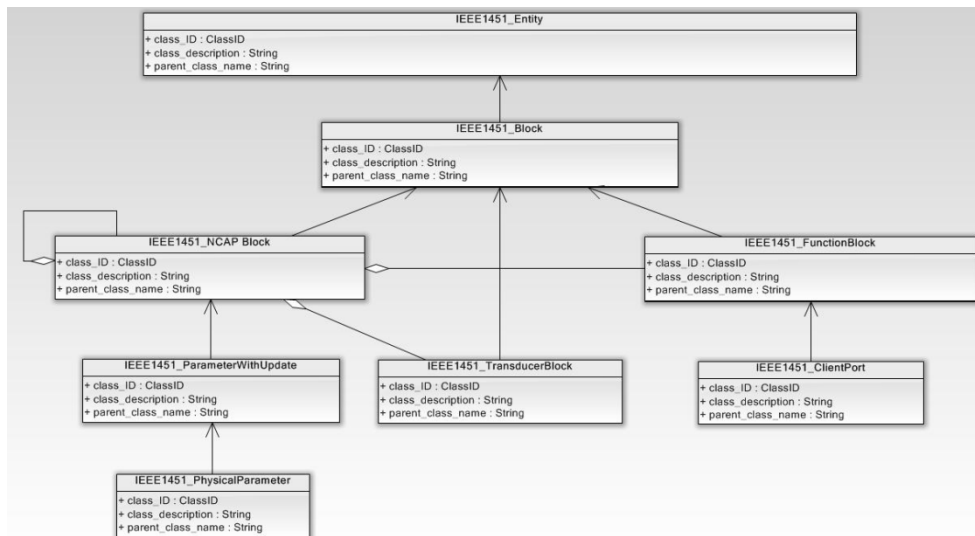 IEEE1451_Entity
+ class_ID : ClassID
+ class_description : String
+ parent_class_name : String
IEEE1451_Block
+ class_ID : ClassID
+ class_description : String
+ parent_class_name : String
IEEE1451_NCAP Block
+ class_ID : ClassID
+ class_description : String
+ parent_class_name : String
IEEE1451_FunctionBlock
+ class_ID : ClassID
+ class_description : String
+ parent_class_name : String
IEEE1451_ParameterWithUpdate
+ class_ID : ClassID
+ class_description : String
+ parent_class_name : String
IEEE1451_TransducerBlock
+ class_ID : ClassID
+ class_description : String
+ parent_class_name : String
IEEE1451_ClientPort
+ class_ID : ClassID
+ class_description : String
+ parent_class_name : String
IEEE1451_PhysicalParameter
+ class_ID : ClassID
+ class_description : String
+ parent_class_name : String